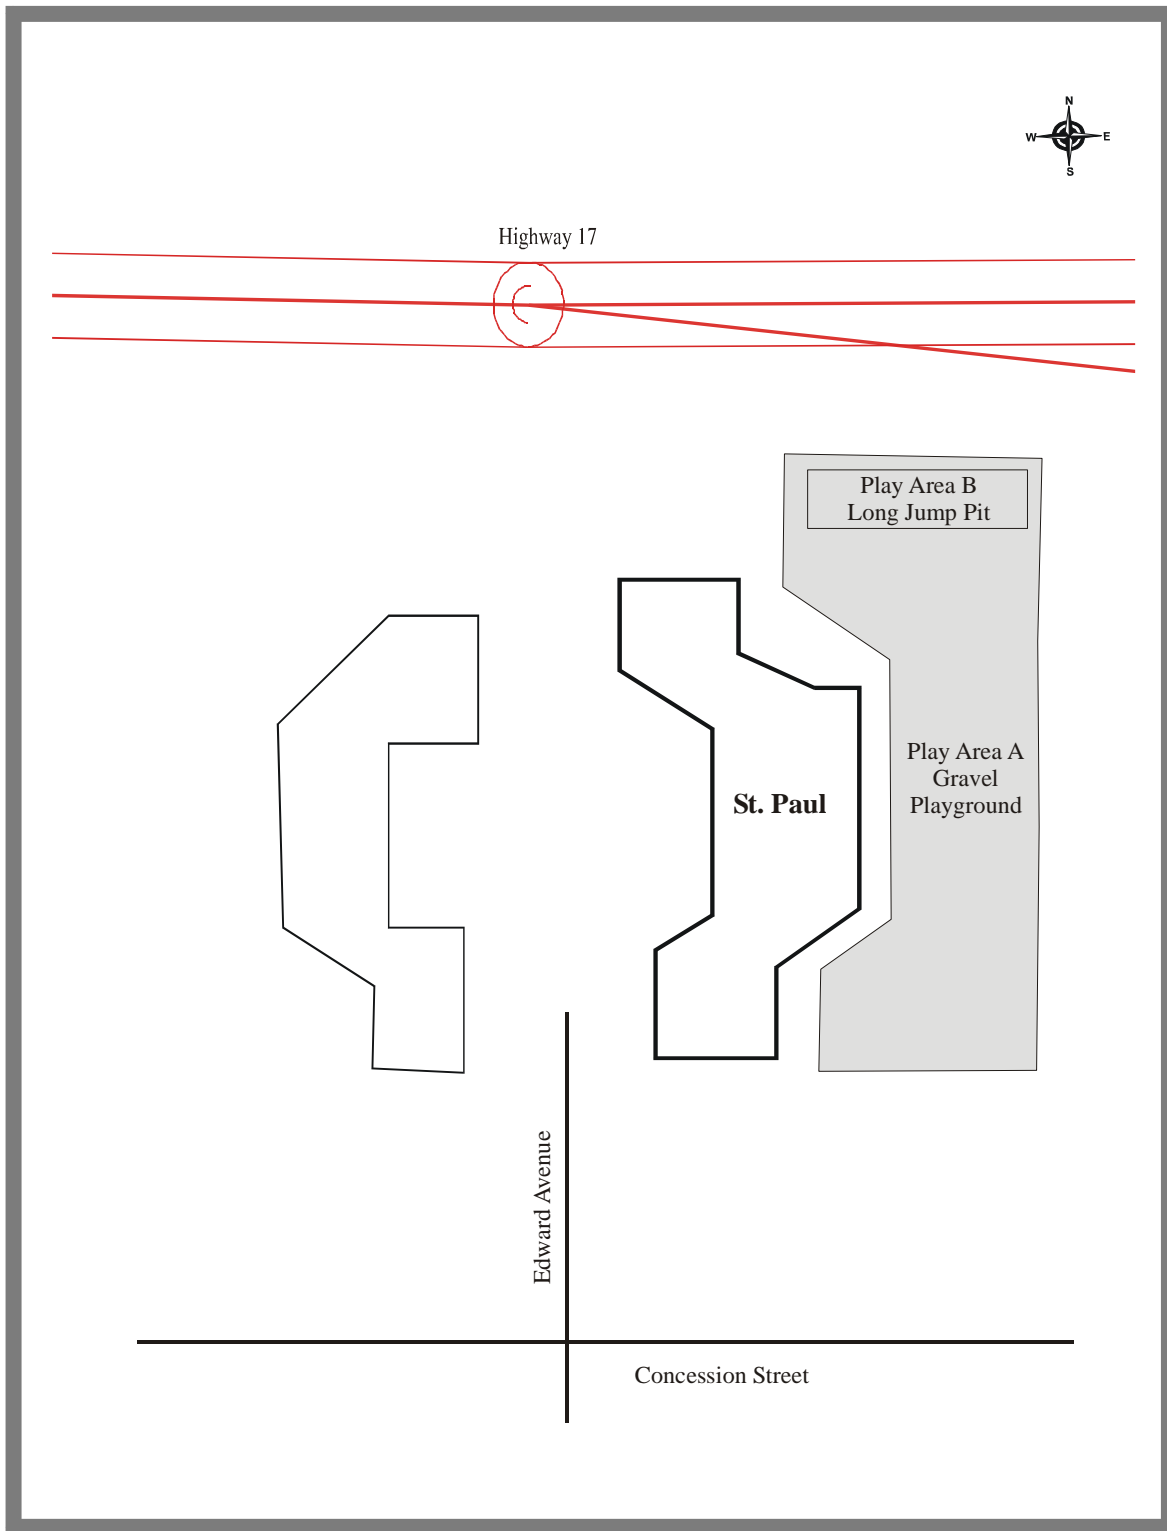 N
W E
S
Highway 17
Play Area B
Long Jump Pit
Play Area A
Gravel
Playground
St. Paul
Edward Avenue
Concession Street